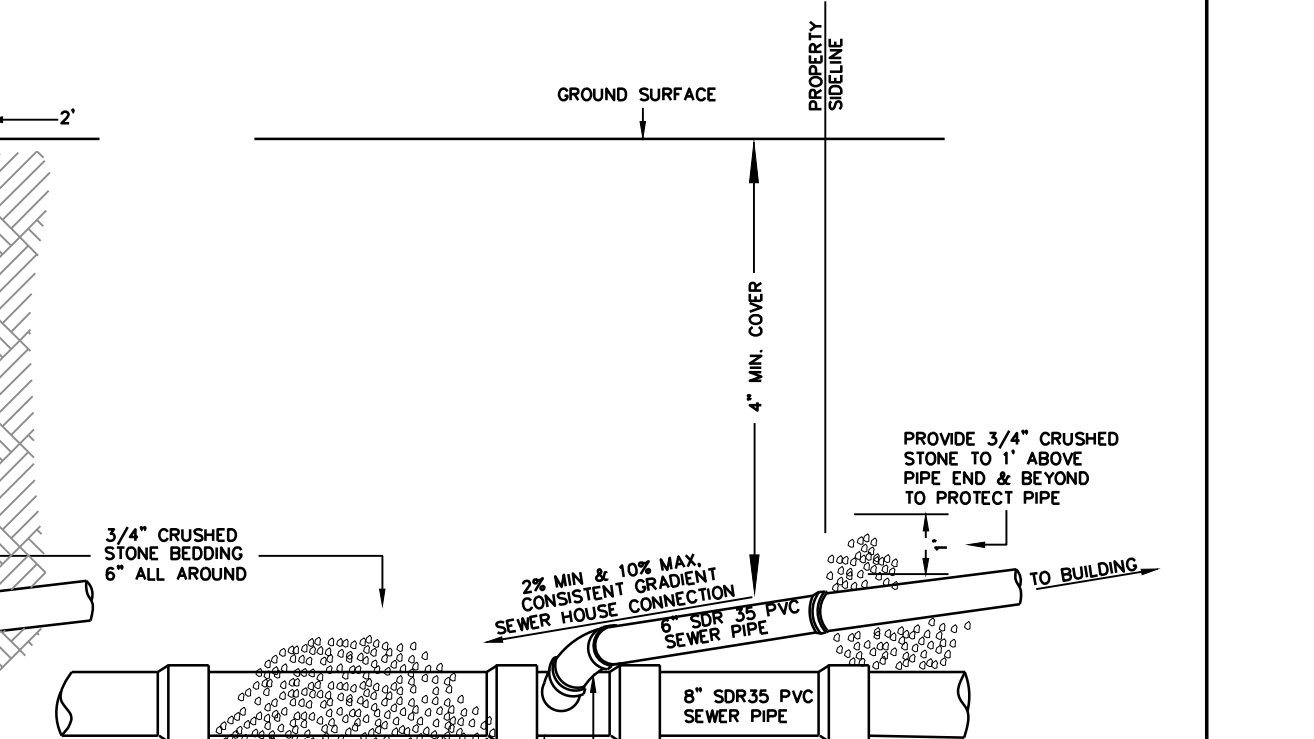 PROPERTY
SIDELINE
GROUND SURFACE
2'
4" MIN. COVER
PROVIDE 3/4" CRUSHED
STONE TO 1' ABOVE
PIPE END & BEYOND
TO PROTECT PIPE
1'
3/4" CRUSHED
STONE BEDDING
6" ALL AROUND
2% MIN & 10% MAX,
CONSISTENT GRADIENT
SEWER HOUSE CONNECTION
TO BUILDING
6" SDR 35 PVC
SEWER PIPE
8" SDR35 PVC
SEWER PIPE